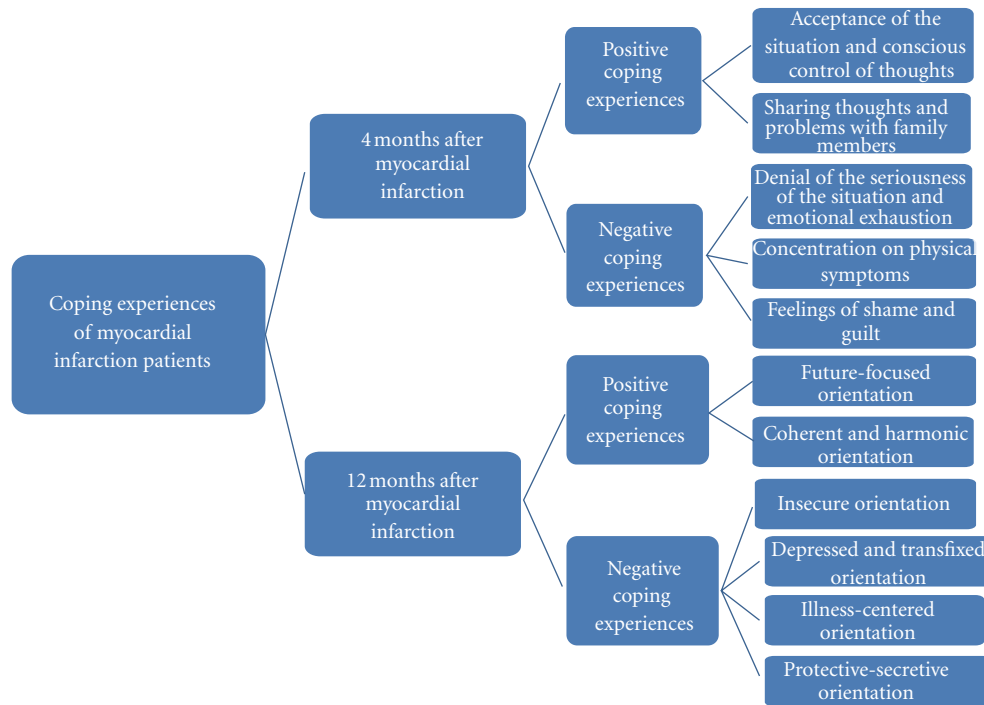 Coping experiences
of myocardial
infarction patients
4 months after
myocardial
infarction
Positive
coping
experiences
Acceptance of the
situation and conscious
control of thoughts
Sharing thoughts and
problems with family
members
Negative
coping
experiences
Denial of the seriousness
of the situation and
emotional exhaustion
Concentration on physical
symptoms
Feelings of shame and
guilt
12 months after
myocardial
infarction
Positive
coping
experiences
Future-focused
orientation
Coherent and harmonic
orientation
Negative
coping
experiences
Insecure orientation
Depressed and transfixed
orientation
Illness-centered
orientation
Protective-secretive
orientation